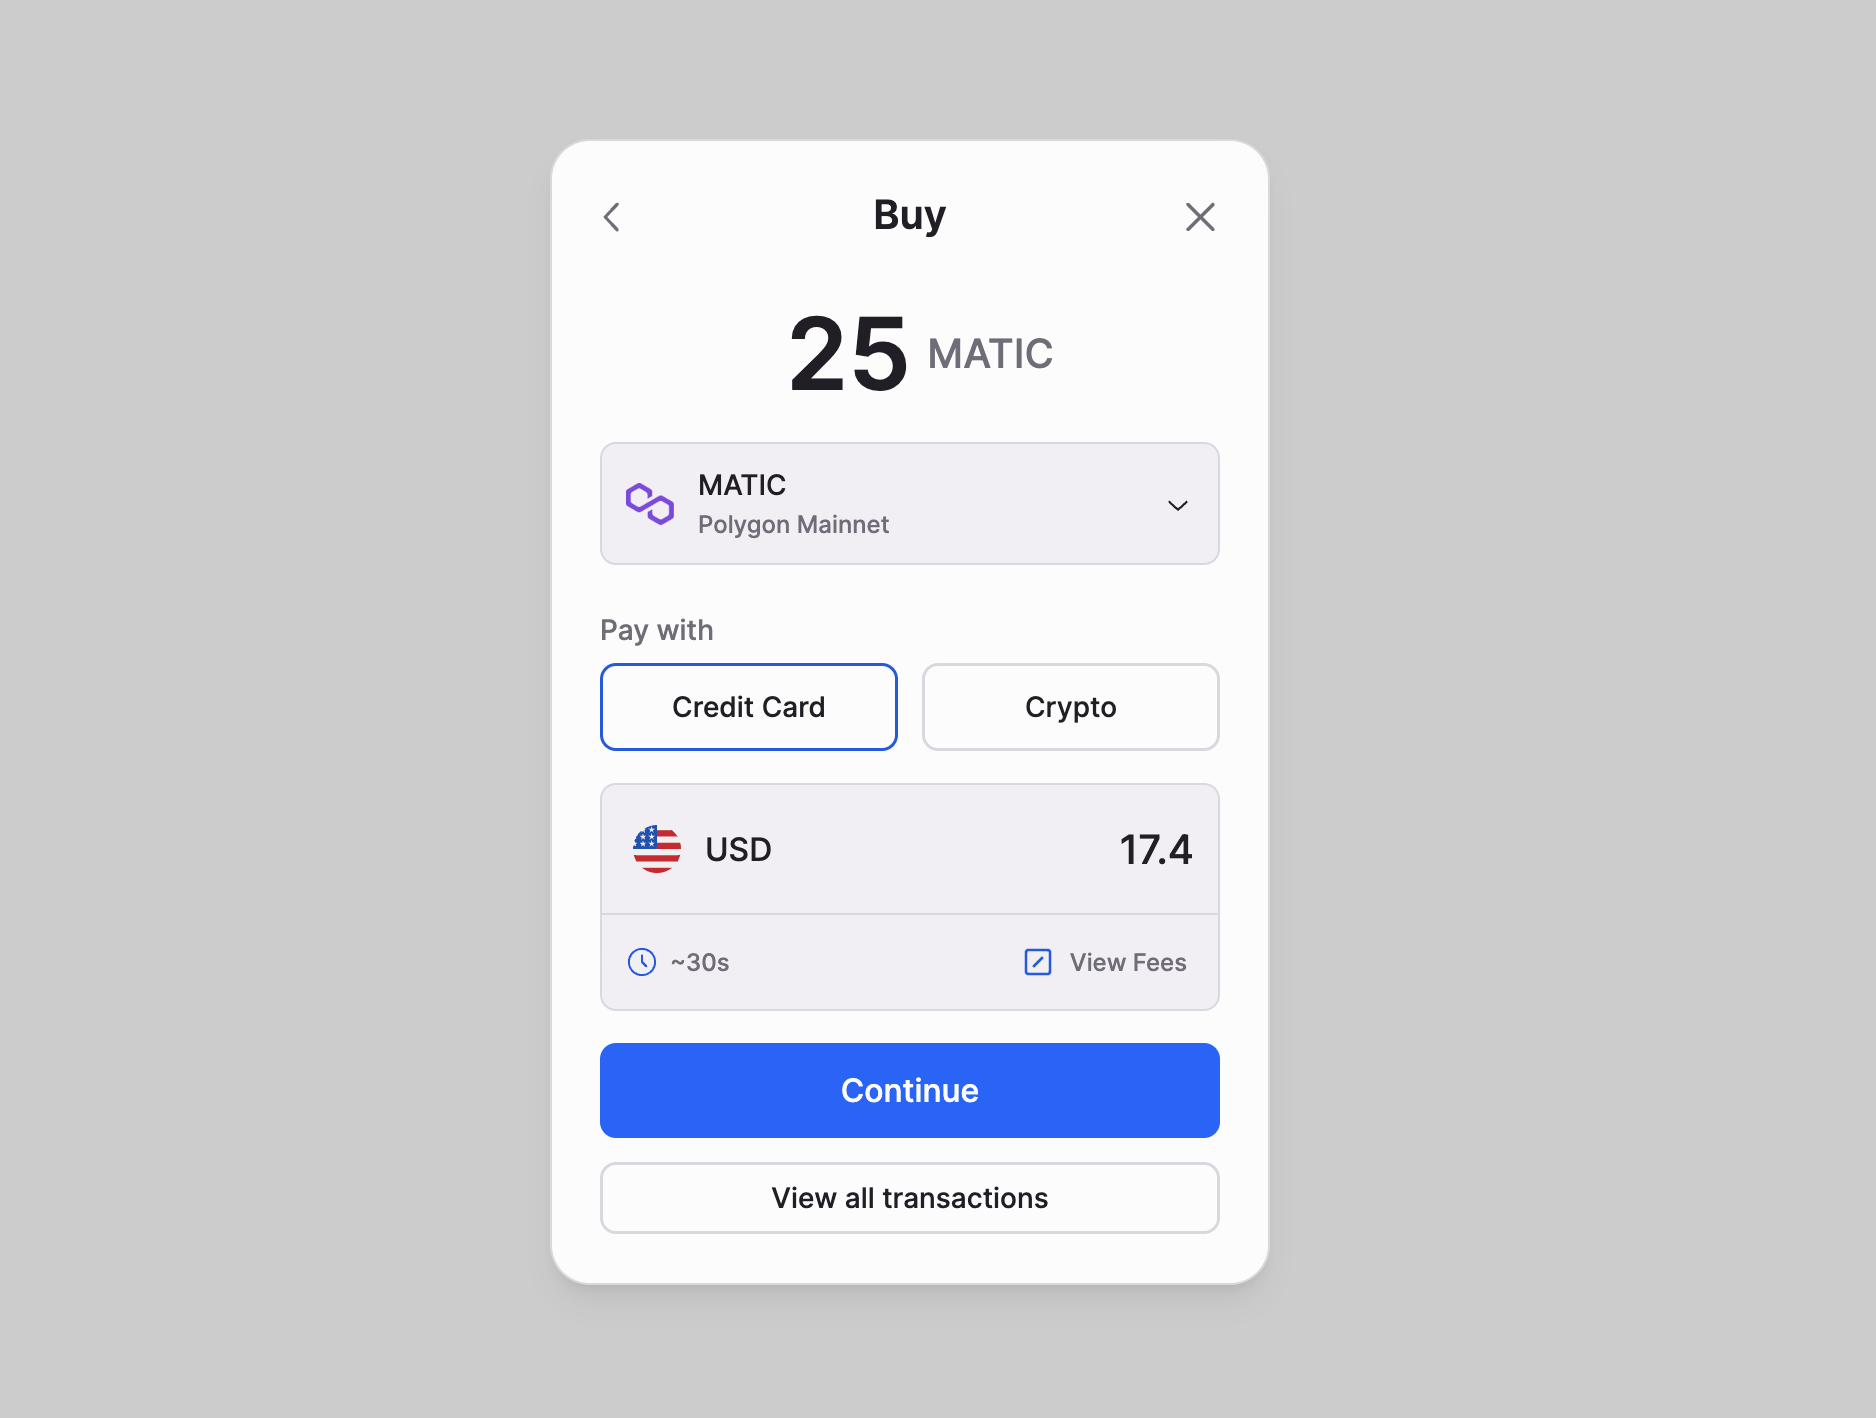 Buy
25 MATIC
MATIC
Polygon Mainnet
Pay with
Credit Card
Crypto
USD
17.4
~30s
View Fees
Continue
View all transactions